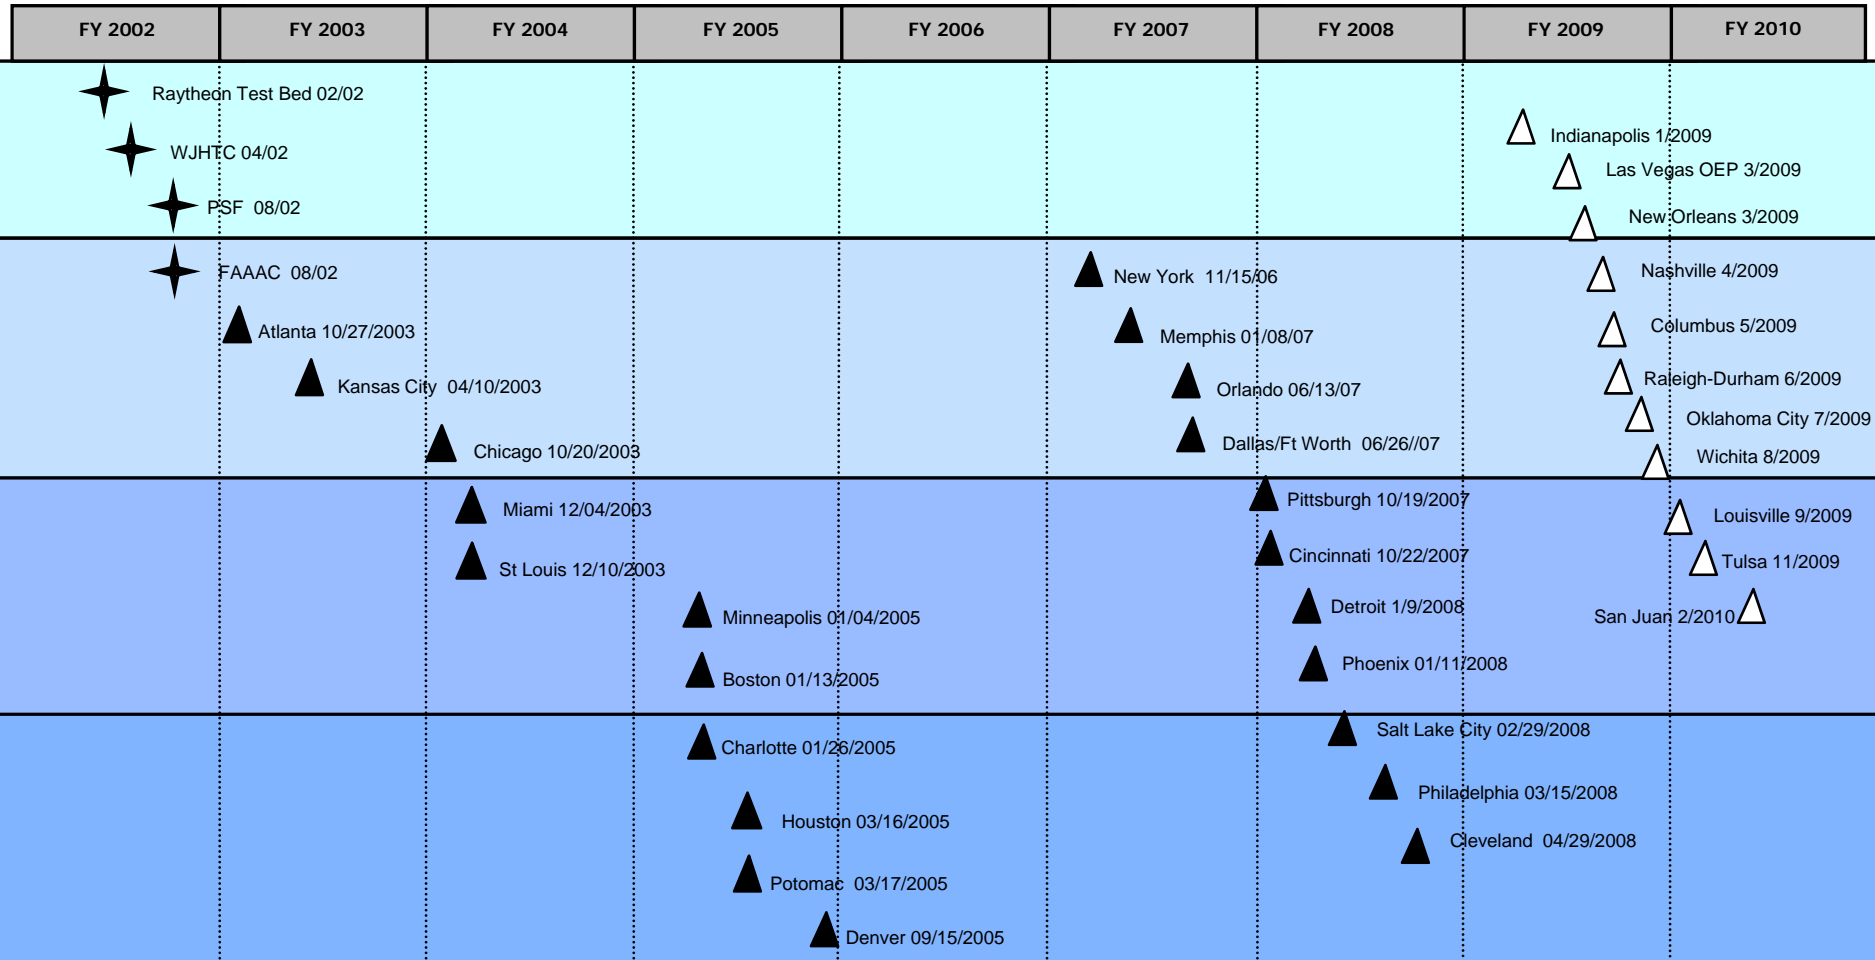 FY 2002
FY 2003
FY 2004
FY 2005
FY 2006
FY 2007
FY 2008
FY 2009
FY 2010
Raytheon Test Bed 02/02
WJHTC 04/02
PSF  08/02
FAAAC  08/02
Atlanta 10/27/2003
Kansas City  04/10/2003
Chicago 10/20/2003
Miami 12/04/2003
St Louis 12/10/2003
Minneapolis 01/04/2005
Boston 01/13/2005
Charlotte 01/26/2005
Houston 03/16/2005
Potomac  03/17/2005
Denver 09/15/2005
New York  11/15/06
Memphis 01/08/07
Orlando 06/13/07
Dallas/Ft Worth  06/26//07
Pittsburgh 10/19/2007
Cincinnati 10/22/2007
Detroit 1/9/2008
Phoenix 01/11/2008
Salt Lake City 02/29/2008
Philadelphia 03/15/2008
Cleveland  04/29/2008
Indianapolis 1/2009
Las Vegas OEP 3/2009
New Orleans 3/2009
Nashville 4/2009
Columbus 5/2009
Raleigh-Durham 6/2009
Oklahoma City 7/2009
Wichita 8/2009
Louisville 9/2009
Tulsa 11/2009
San Juan 2/2010